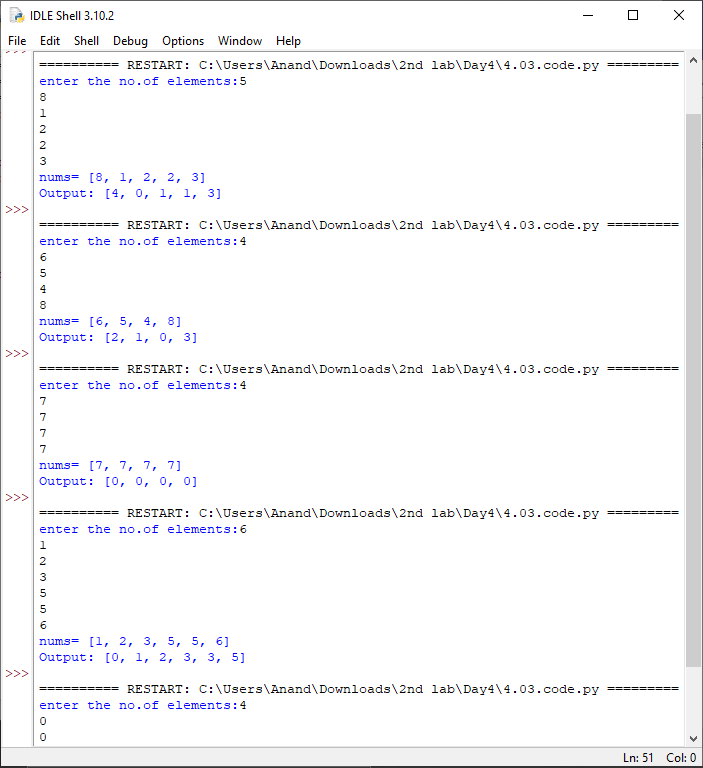 IDLE Shell 3.10.2
File Edit Shell Debug Options Window Help
>>>
========== RESTART: C:\Users\Anand\Downloads\2nd lab\Day4\4.03.code.py =========
enter the no.of elements:5
8
1
2
2
3
nums= [8, 1, 2, 2, 3]
Output: [4, 0, 1, 1, 3]
>>>
========== RESTART: C:\Users\Anand\Downloads\2nd lab\Day4\4.03.code.py =========
enter the no.of elements:4
6
5
4
8
nums= [6, 5, 4, 8]
Output: [2, 1, 0, 3]
>>>
========== RESTART: C:\Users\Anand\Downloads\2nd lab\Day4\4.03.code.py =========
enter the no.of elements:4
7
7
7
7
nums= [7, 7, 7, 7]
Output: [0, 0, 0, 0]
>>>
========== RESTART: C:\Users\Anand\Downloads\2nd lab\Day4\4.03.code.py =========
enter the no.of elements:6
1
2
3
5
5
6
nums= [1, 2, 3, 5, 5, 6]
Output: [0, 1, 2, 3, 3, 5]
>>>
========== RESTART: C:\Users\Anand\Downloads\2nd lab\Day4\4.03.code.py =========
enter the no.of elements:4
0
0
Ln: 51 Col: 0